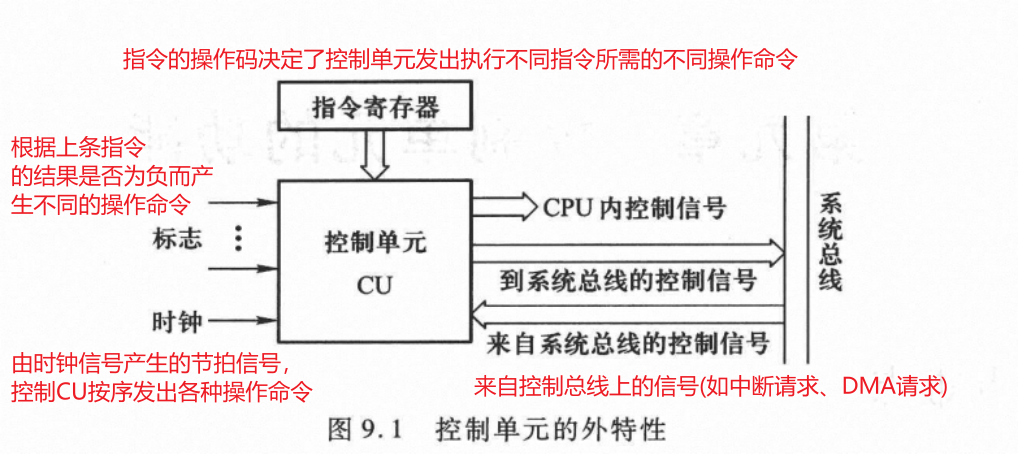 指令的操作码决定了控制单元发出执行不同指令所需的不同操作命令
指令寄存器
根据上条指令
的结果是否为负而产
生不同的操作命令
标志
时钟
控制单元
CU
CPU内控制信号
到系统总线的控制信号
来自系统总线的控制信号
系统总线
由时钟信号产生的节拍信号，
控制CU按序发出各种操作命令
来自控制总线上的信号(如中断请求、DMA请求)
图 9.1 控制单元的外特性